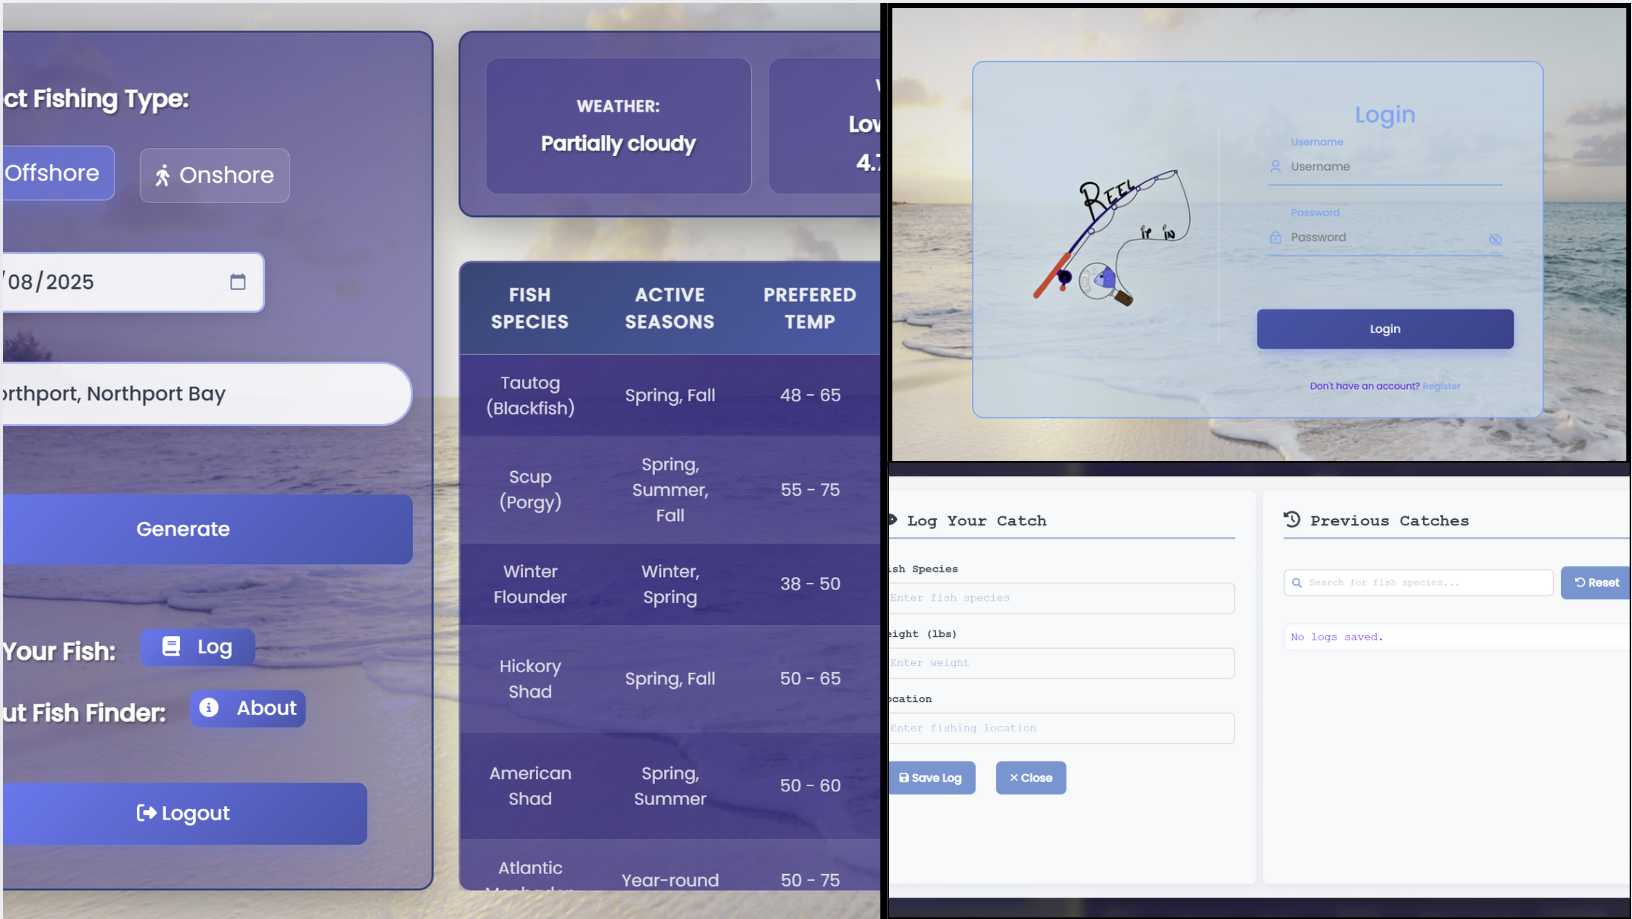 ct Fishing Type:
Offshore
Onshore
/08/2025
rthport, Northport Bay
Generate
Your Fish:
Log
ut Fish Finder:
About
Logout
WEATHER:
Partially cloudy
4.7
FISH SPECIES
ACTIVE SEASONS
PREFERED TEMP
Tautog (Blackfish)
Spring, Fall
48 - 65
Scup (Porgy)
Spring, Summer, Fall
55 - 75
Winter Flounder
Winter, Spring
38 - 50
Hickory Shad
Spring, Fall
50 - 65
American Shad
Spring, Summer
50 - 60
Atlantic
Year-round
50 - 75
REEL
it in
Login
Username
Username
Password
Password
Login
Don't have an account? Register
Log Your Catch
ish Species
Enter fish species
eight (lbs)
Enter weight
ocation
Enter fishing location
Save Log
Close
Previous Catches
Search for fish species...
Reset
No logs saved.